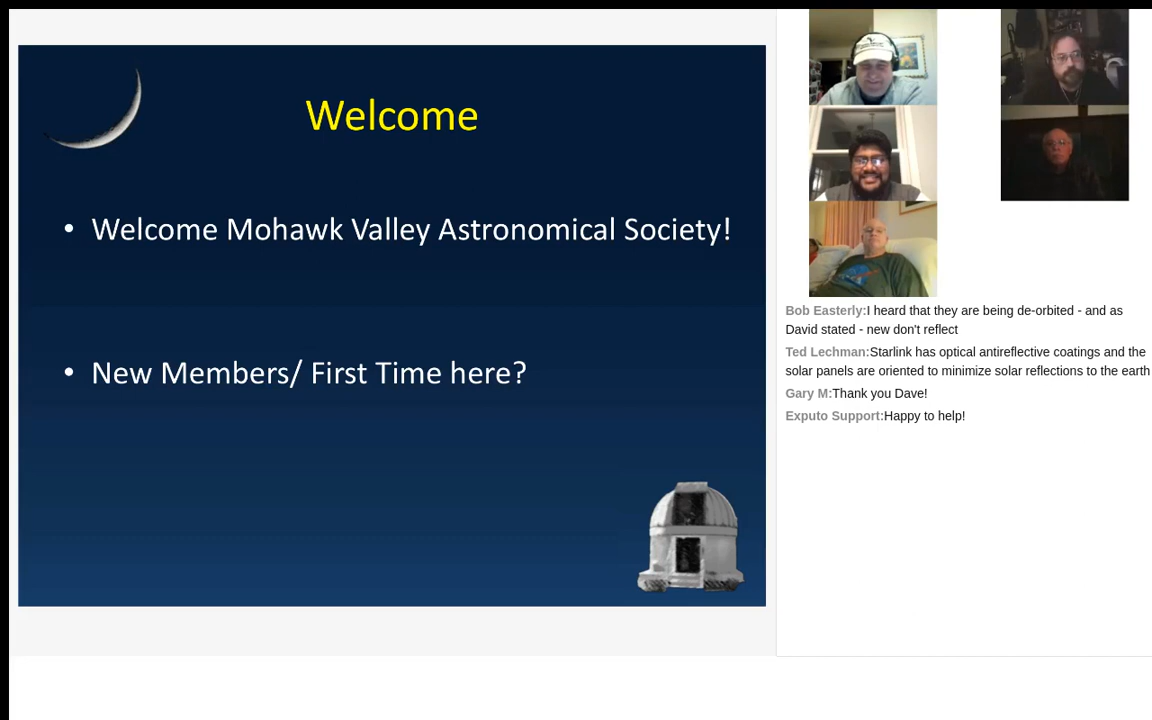 Welcome
• Welcome Mohawk Valley Astronomical Society!
• New Members/ First Time here?
Bob Easterly:I heard that they are being de-orbited - and as
David stated - new don't reflect
Ted Lechman:Starlink has optical antireflective coatings and the
solar panels are oriented to minimize solar reflections to the earth
Gary M:Thank you Dave!
Exputo Support:Happy to help!